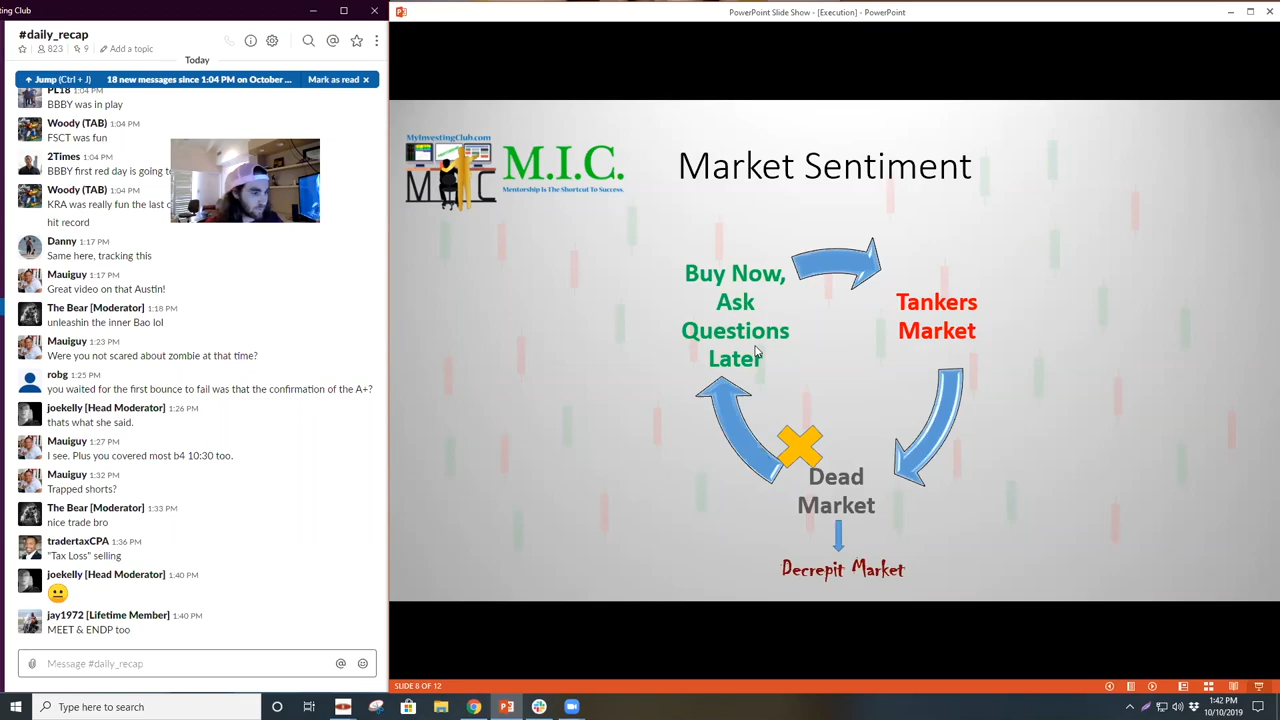 ting Club
#daily_recap
823
9
Add a topic
Today
Jump (Ctrl + J)
18 new messages since 1:04 PM on October ...
Mark as read
PL18 1:04 PM
BBBY was in play
Woody (TAB) 1:04 PM
FSCT was fun
2Times 1:04 PM
BBBY first red day is going t
Woody (TAB) 1:04 PM
KRA was really fun the last
hit record
Danny 1:17 PM
Same here, tracking this
Mauiguy 1:17 PM
Great video on that Austin!
The Bear [Moderator] 1:18 PM
unleashin the inner Bao lol
Mauiguy 1:23 PM
Were you not scared about zombie at that time?
robg 1:25 PM
you waited for the first bounce to fail was that the confirmation of the A+?
joekelly [Head Moderator] 1:26 PM
thats what she said.
Mauiguy 1:27 PM
I see. Plus you covered most b4 10:30 too.
Mauiguy 1:32 PM
Trapped shorts?
The Bear [Moderator] 1:33 PM
nice trade bro
tradertaxCPA 1:36 PM
"Tax Loss" selling
joekelly [Head Moderator] 1:40 PM
jay1972 [Lifetime Member] 1:40 PM
MEET & ENDP too
Message #daily_recap
PowerPoint Slide Show - [Execution] - PowerPoint
MyInvestingClub.com
M.I.C.
Mentorship Is The Shortcut To Success.
Market Sentiment
Buy Now,
Ask
Questions
Later
Tankers
Market
Dead
Market
Decrepit Market
SLIDE 8 OF 12
Type here to search
1:42 PM
10/10/2019